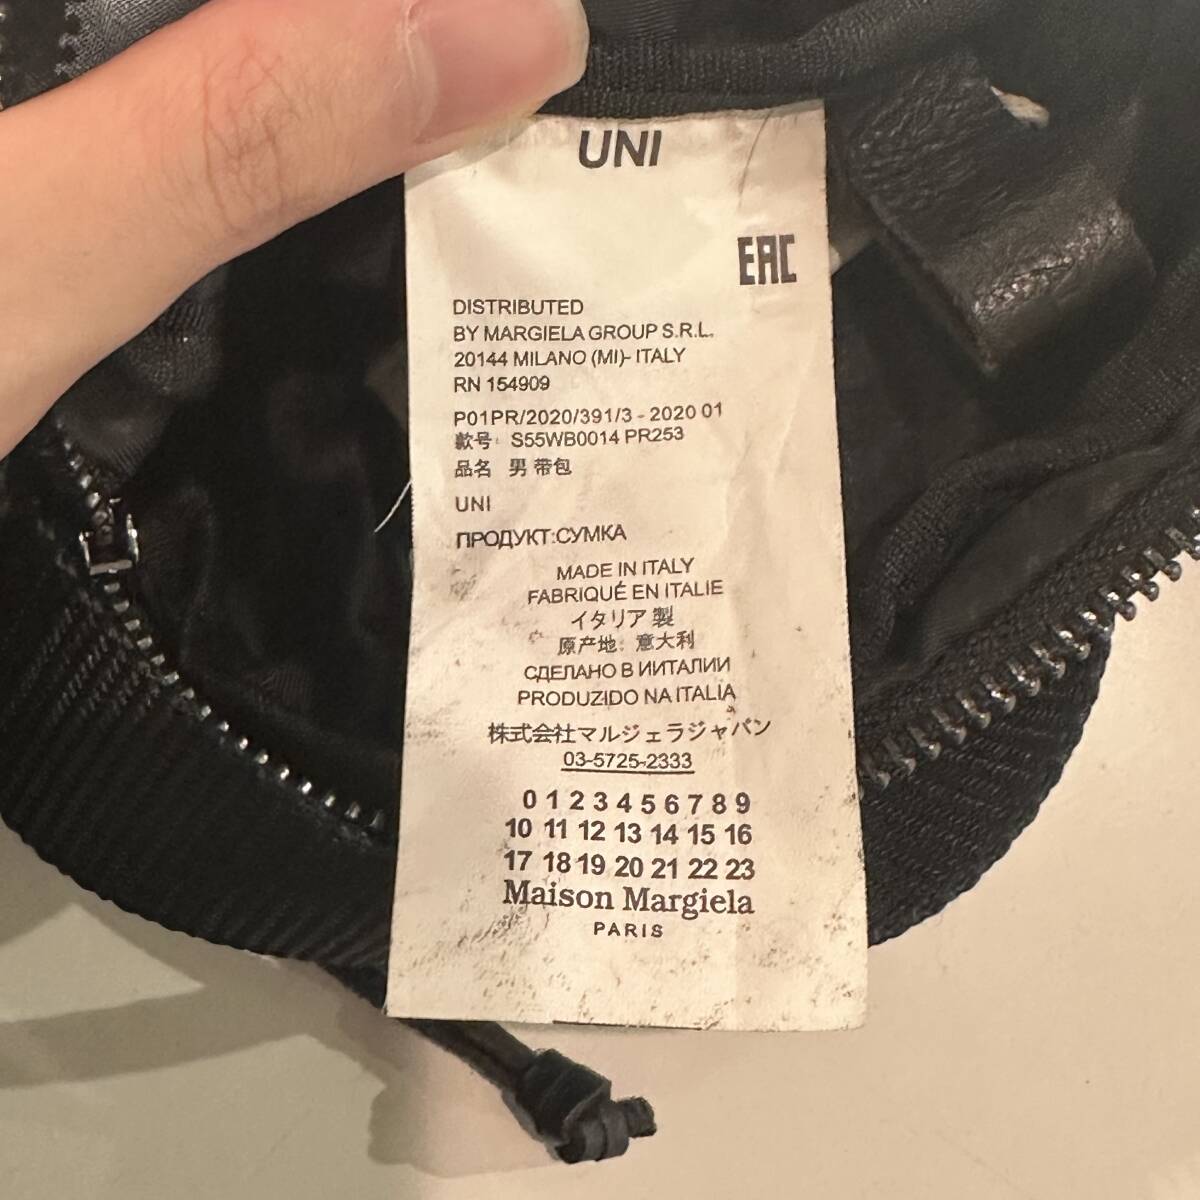 UNI
EAC
DISTRIBUTED
BY MARGIELA GROUP S.R.L.
20144 MILANO (MI)- ITALY
RN 154909
P01PR/2020/391/3 - 2020 01
款号: S55WB0014 PR253
品名 男 带包
UNI
ПРОДУКТ:СУМКА
MADE IN ITALY
FABRIQUÉ EN ITALIE
イタリア 製
原产地: 意大利
СДЕЛАНО В ИИТАЛИИ
PRODUZIDO NA ITALIA
株式会社マルジェラジャパン
03-5725-2333
0 1 2 3 4 5 6 7 8 9
10 11 12 13 14 15 16
17 18 19 20 21 22 23
Maison Margiela
PARIS